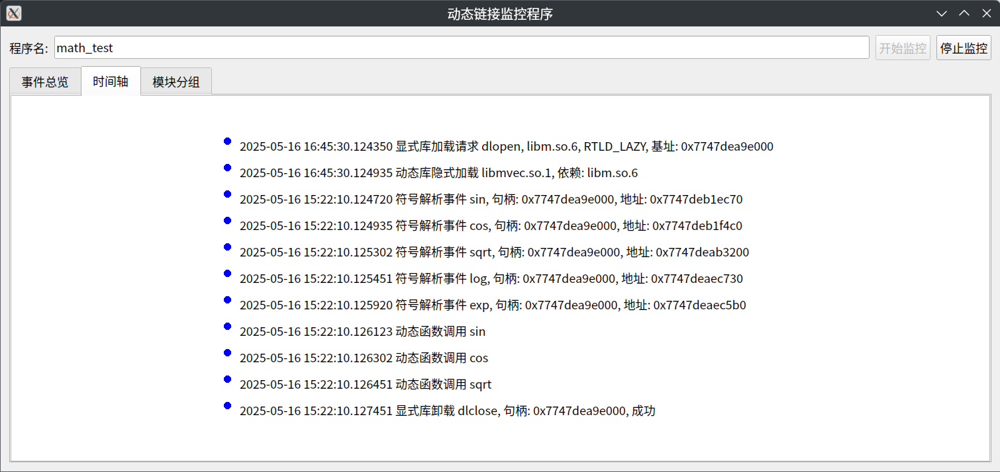 动态链接监控程序
程序名: math_test 开始监控 停止监控
事件总览 时间轴 模块分组
2025-05-16 16:45:30.124350 显式库加载请求 dlopen, libm.so.6, RTLD_LAZY, 基址: 0x7747dea9e000
2025-05-16 16:45:30.124935 动态库隐式加载 libmvec.so.1, 依赖: libm.so.6
2025-05-16 15:22:10.124720 符号解析事件 sin, 句柄: 0x7747dea9e000, 地址: 0x7747deb1ec70
2025-05-16 15:22:10.124935 符号解析事件 cos, 句柄: 0x7747dea9e000, 地址: 0x7747deb1f4c0
2025-05-16 15:22:10.125302 符号解析事件 sqrt, 句柄: 0x7747dea9e000, 地址: 0x7747deab3200
2025-05-16 15:22:10.125451 符号解析事件 log, 句柄: 0x7747dea9e000, 地址: 0x7747deaec730
2025-05-16 15:22:10.125920 符号解析事件 exp, 句柄: 0x7747dea9e000, 地址: 0x7747deaec5b0
2025-05-16 15:22:10.126123 动态函数调用 sin
2025-05-16 15:22:10.126302 动态函数调用 cos
2025-05-16 15:22:10.126451 动态函数调用 sqrt
2025-05-16 15:22:10.127451 显式库卸载 dlclose, 句柄: 0x7747dea9e000, 成功